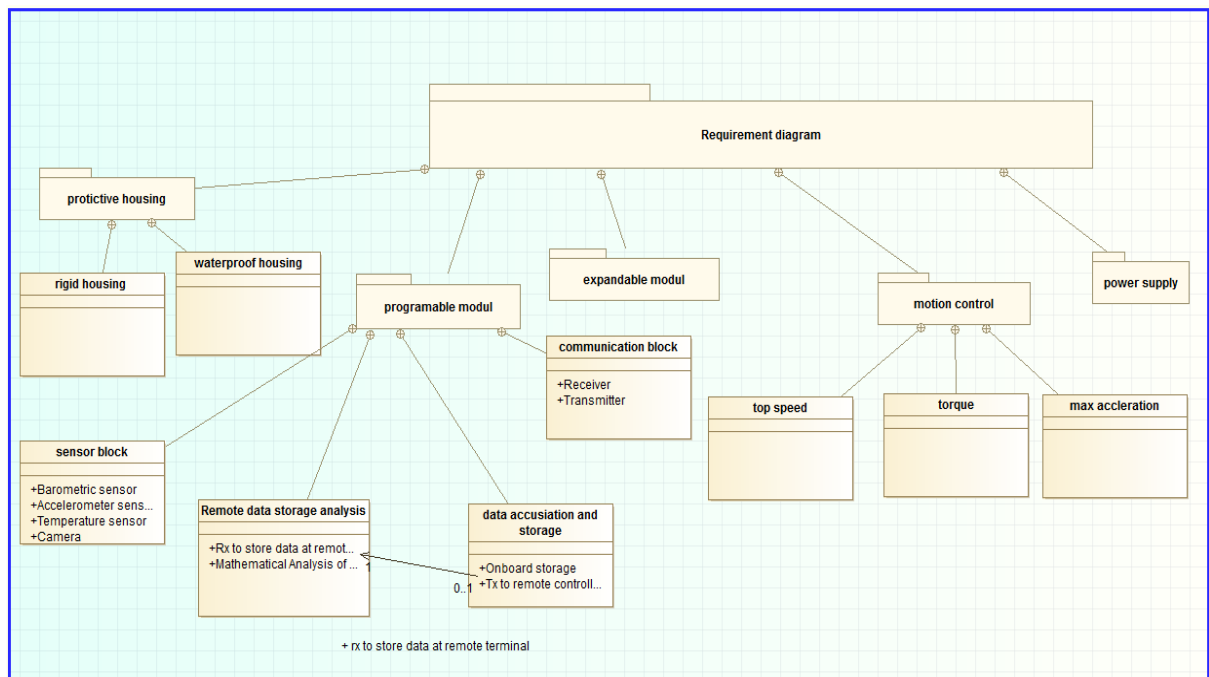 Requirement diagram
protictive housing
rigid housing
waterproof housing
programable modul
expandable modul
motion control
power supply
communication block
+Receiver
+Transmitter
top speed
torque
max accleration
sensor block
+Barometric sensor
+Accelerometer sens...
+Temperature sensor
+Camera
Remote data storage analysis
+Rx to store data at remot...
+Mathematical Analysis of ...
1
data accusiation and
storage
+Onboard storage
+Tx to remote controll...
0..1
+ rx to store data at remote terminal